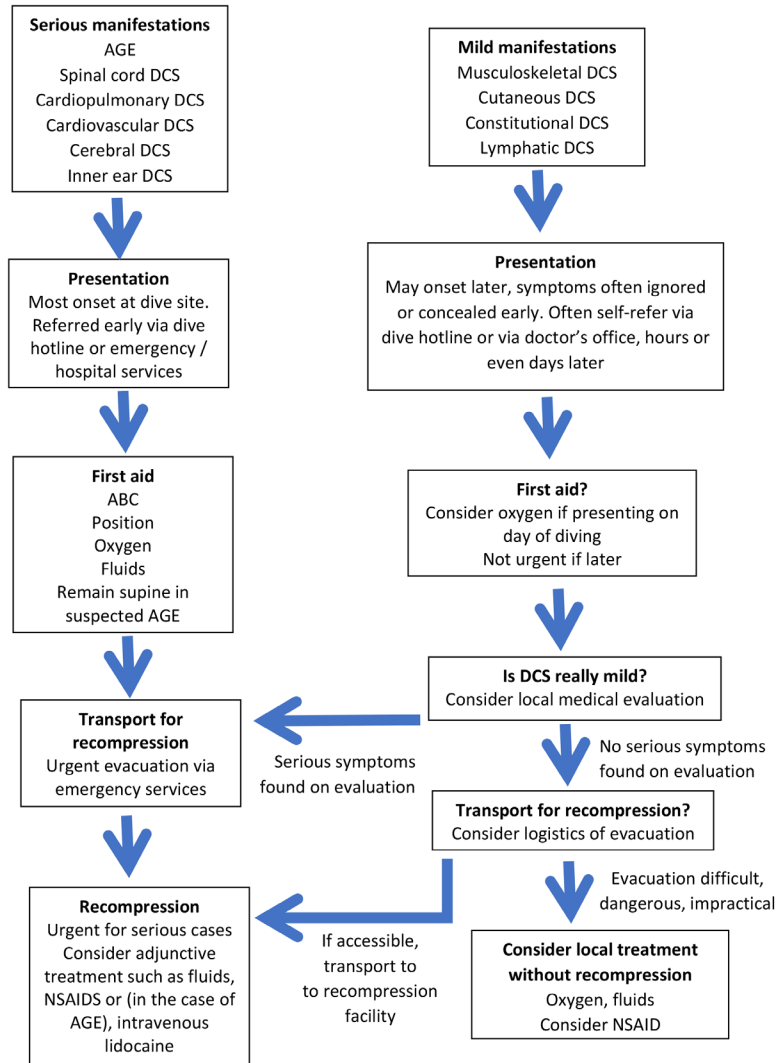 Serious manifestations
AGE
Spinal cord DCS
Cardiopulmonary DCS
Cardiovascular DCS
Cerebral DCS
Inner ear DCS
Mild manifestations
Musculoskeletal DCS
Cutaneous DCS
Constitutional DCS
Lymphatic DCS
Presentation
Most onset at dive site.
Referred early via dive
hotline or emergency /
hospital services
Presentation
May onset later, symptoms often ignored
or concealed early. Often self-refer via
dive hotline or via doctor’s office, hours or
even days later
First aid
ABC
Position
Oxygen
Fluids
Remain supine in
suspected AGE
First aid?
Consider oxygen if presenting on
day of diving
Not urgent if later
Is DCS really mild?
Consider local medical evaluation
Transport for
recompression
Urgent evacuation via
emergency services
Serious symptoms
found on evaluation
No serious symptoms
found on evaluation
Transport for recompression?
Consider logistics of evacuation
Recompression
Urgent for serious cases
Consider adjunctive
treatment such as fluids,
NSAIDS or (in the case of
AGE), intravenous
lidocaine
If accessible,
transport to
to recompression
facility
Evacuation difficult,
dangerous, impractical
Consider local treatment
without recompression
Oxygen, fluids
Consider NSAID